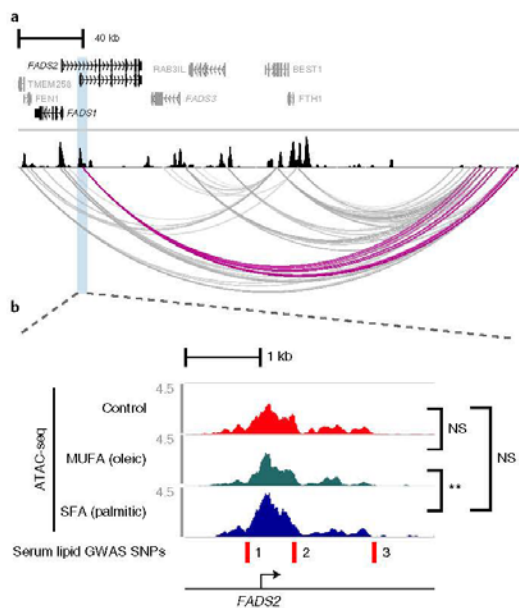 a
40 kb
FADS2
RAB3IL
BEST1
TMEM258
FEN1
FADS3
FTH1
FADS1
b
1 kb
4.5
Control
NS
4.5
MUFA (oleic)
NS
ATAC-seq
**
4.5
SFA (palmitic)
Serum lipid GWAS SNPs 1 2 3
FADS2